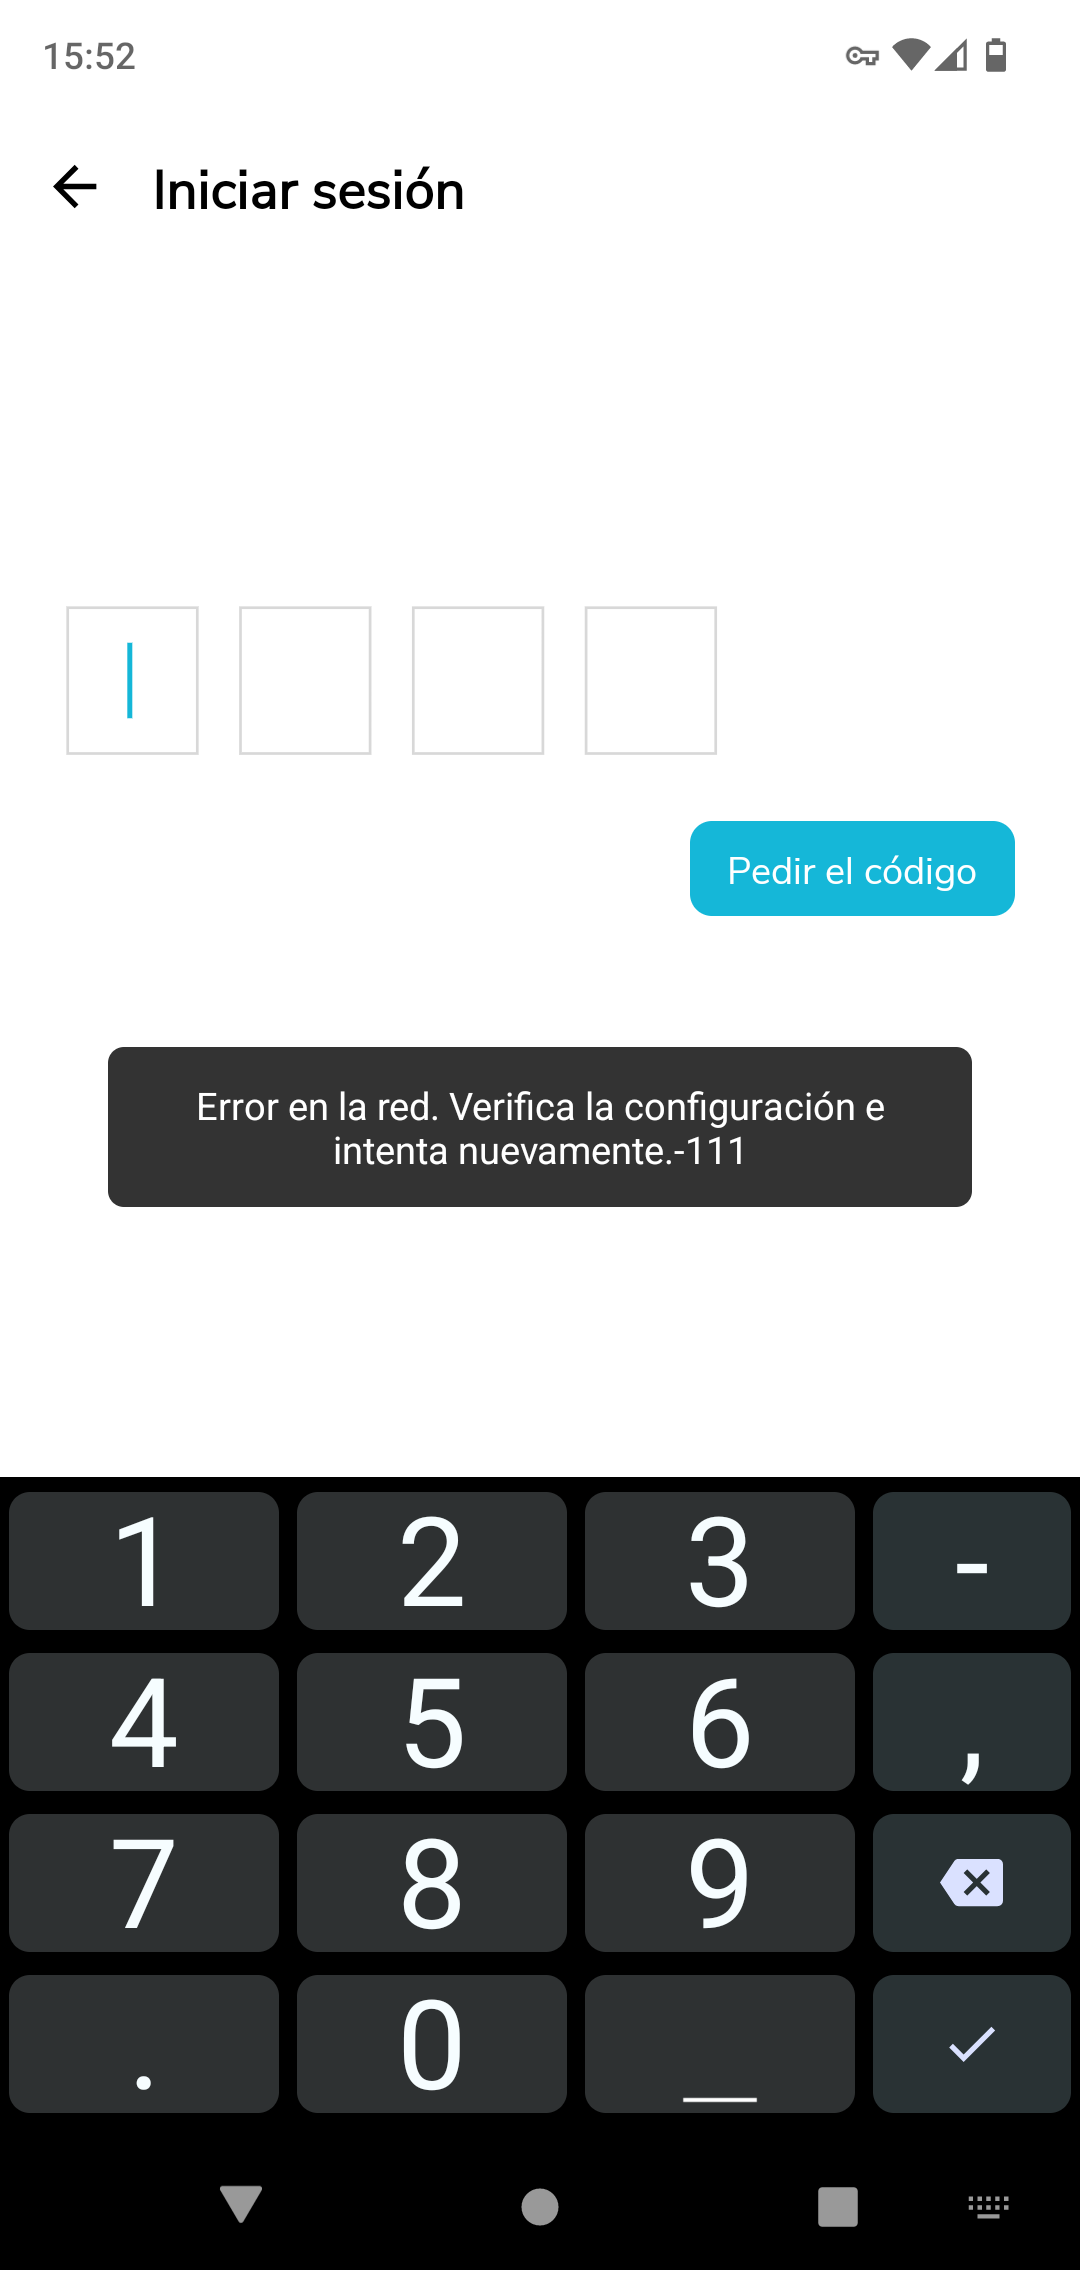 15:52
Iniciar sesión
Pedir el código
Error en la red. Verifica la configuración e
intenta nuevamente.-111
1 2 3 -
4 5 6 ,
7 8 9
. 0 _